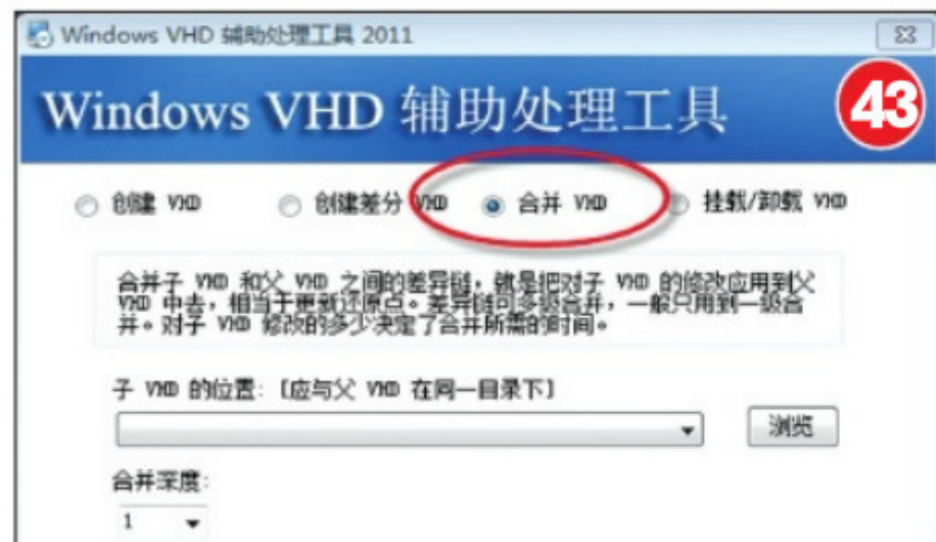 Windows VHD 辅助处理工具 2011
Windows VHD 辅助处理工具
43
创建 VHD 创建差分 VHD 合并 VHD 挂载/卸载 VHD
合并子 VHD 和父 VHD 之间的差异链，就是把对子 VHD 的修改应用到父
VHD 中去，相当于更新还原点。差异链可多级合并，一般只用到一级合
并。对子 VHD 修改的多少决定了合并所需的时间。
子 VHD 的位置:［应与父 VHD 在同一目录下］
浏览
合并深度:
1